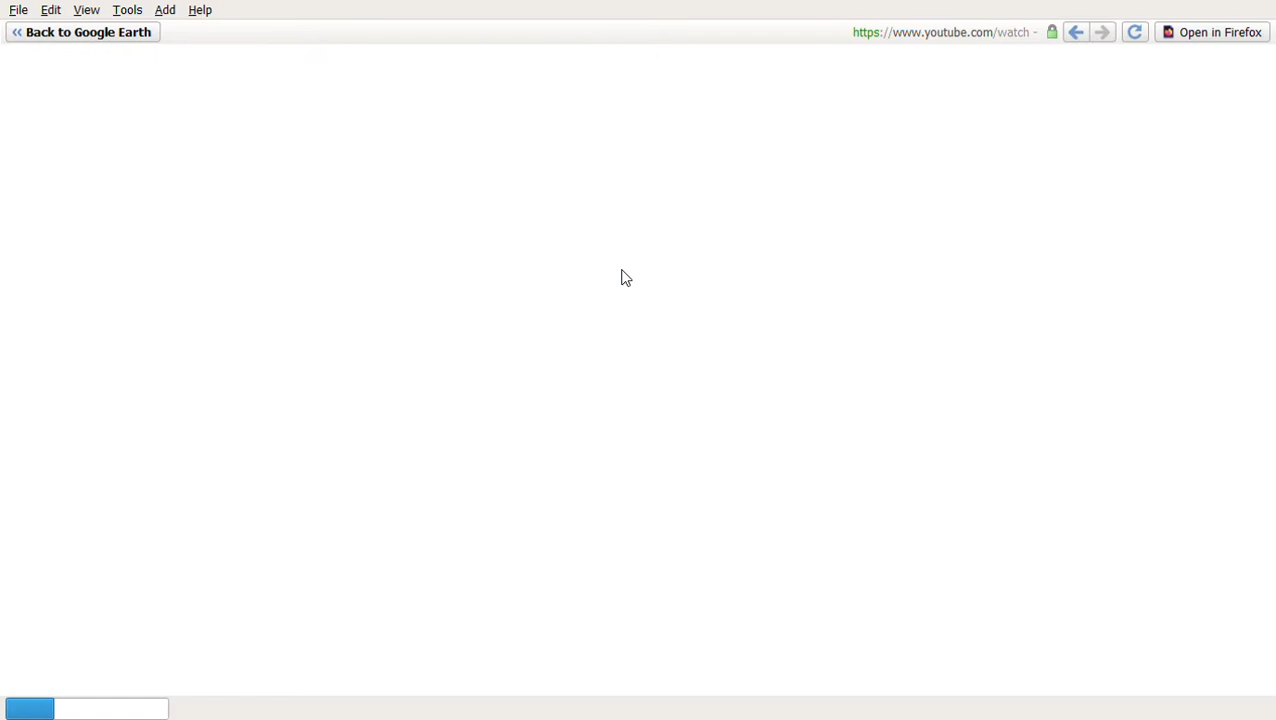 File Edit View Tools Add Help
Back to Google Earth https://www.youtube.com/watch - Open in Firefox